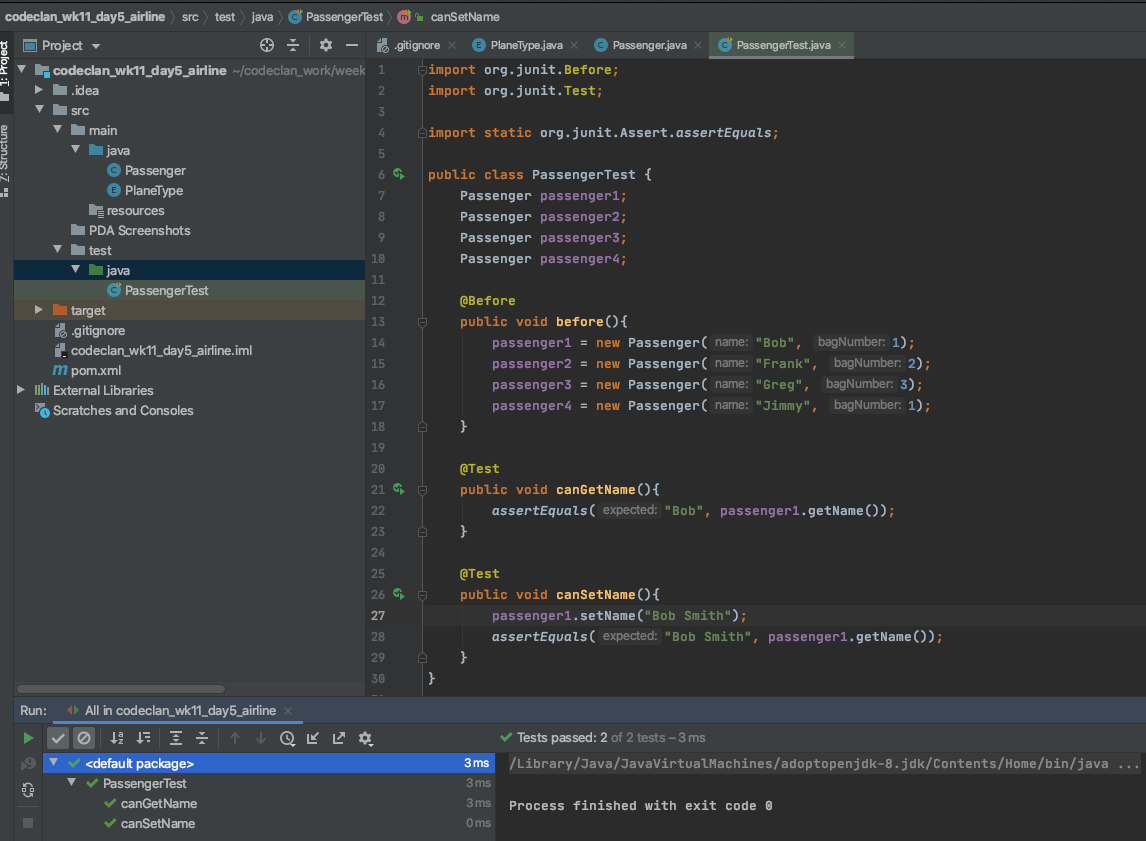 codeclan_wk11_day5_airline src test java PassengerTest m canSetName
1: Project
Z: Structure
Project
codeclan_wk11_day5_airline ~/codeclan_work/week
.idea
src
main
java
C Passenger
E PlaneType
resources
PDA Screenshots
test
java
C PassengerTest
target
.gitignore
codeclan_wk11_day5_airline.iml
m pom.xml
External Libraries
Scratches and Consoles
.gitignore × E PlaneType.java × C Passenger.java × C PassengerTest.java ×
1 import org.junit.Before;
2 import org.junit.Test;
3
4 import static org.junit.Assert.assertEquals;
5
6 public class PassengerTest {
7 Passenger passenger1;
8 Passenger passenger2;
9 Passenger passenger3;
10 Passenger passenger4;
11
12 @Before
13 public void before(){
14 passenger1 = new Passenger( name: "Bob", bagNumber: 1);
15 passenger2 = new Passenger( name: "Frank", bagNumber: 2);
16 passenger3 = new Passenger( name: "Greg", bagNumber: 3);
17 passenger4 = new Passenger( name: "Jimmy", bagNumber: 1);
18 }
19
20 @Test
21 public void canGetName(){
22 assertEquals( expected: "Bob", passenger1.getName());
23 }
24
25 @Test
26 public void canSetName(){
27 passenger1.setName("Bob Smith");
28 assertEquals( expected: "Bob Smith", passenger1.getName());
29 }
30 }
Run: All in codeclan_wk11_day5_airline ×
Tests passed: 2 of 2 tests – 3 ms
<default package> 3 ms
PassengerTest 3 ms
canGetName 3 ms
canSetName 0 ms
/Library/Java/JavaVirtualMachines/adoptopenjdk-8.jdk/Contents/Home/bin/java ...
Process finished with exit code 0